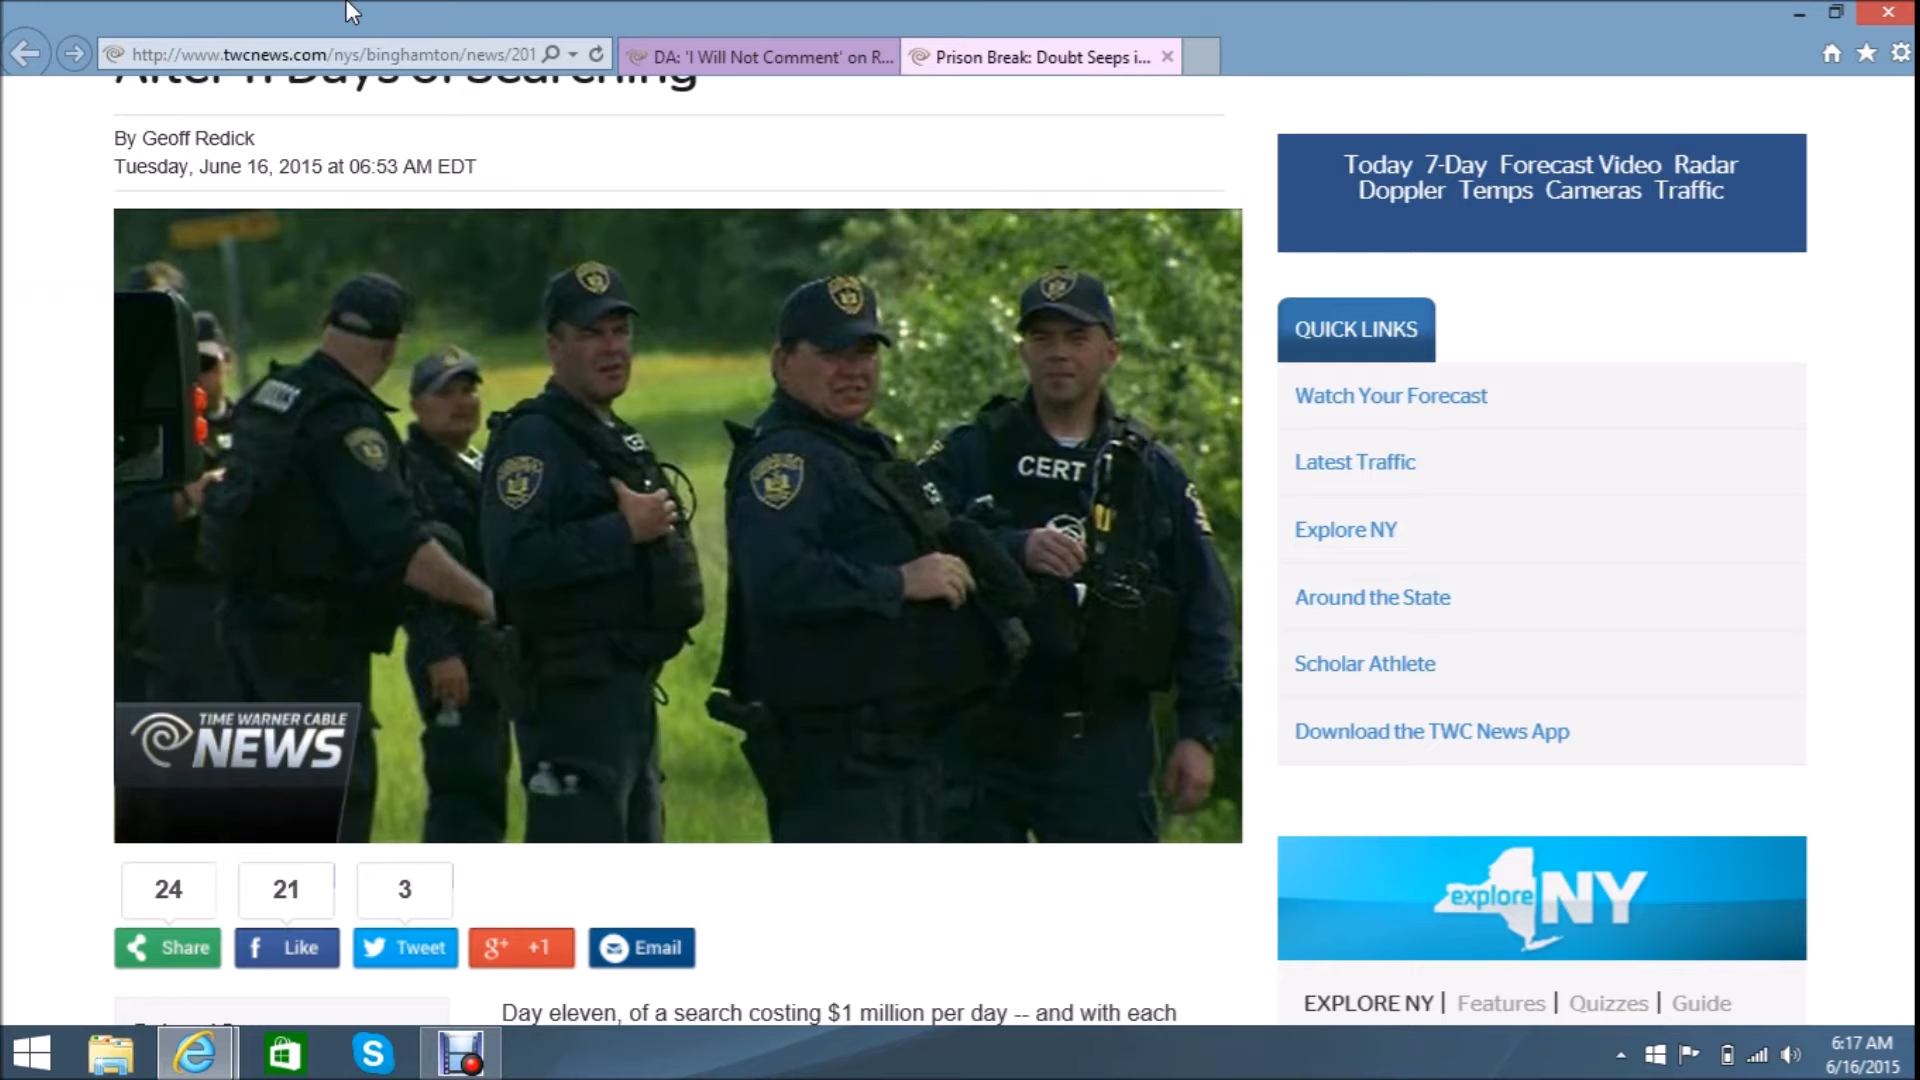 http://www.twcnews.com/nys/binghamton/news/201
DA: 'I Will Not Comment' on R...
Prison Break: Doubt Seeps i...
After 11 Days of Searching
By Geoff Redick
Tuesday, June 16, 2015 at 06:53 AM EDT
Today 7-Day Forecast Video Radar
Doppler Temps Cameras Traffic
QUICK LINKS
Watch Your Forecast
Latest Traffic
Explore NY
Around the State
Scholar Athlete
Download the TWC News App
CERT
TIME WARNER CABLE
NEWS
24
21
3
Share
f Like
Tweet
g+ +1
Email
explore NY
EXPLORE NY | Features | Quizzes | Guide
Day eleven, of a search costing $1 million per day -- and with each
6:17 AM
6/16/2015